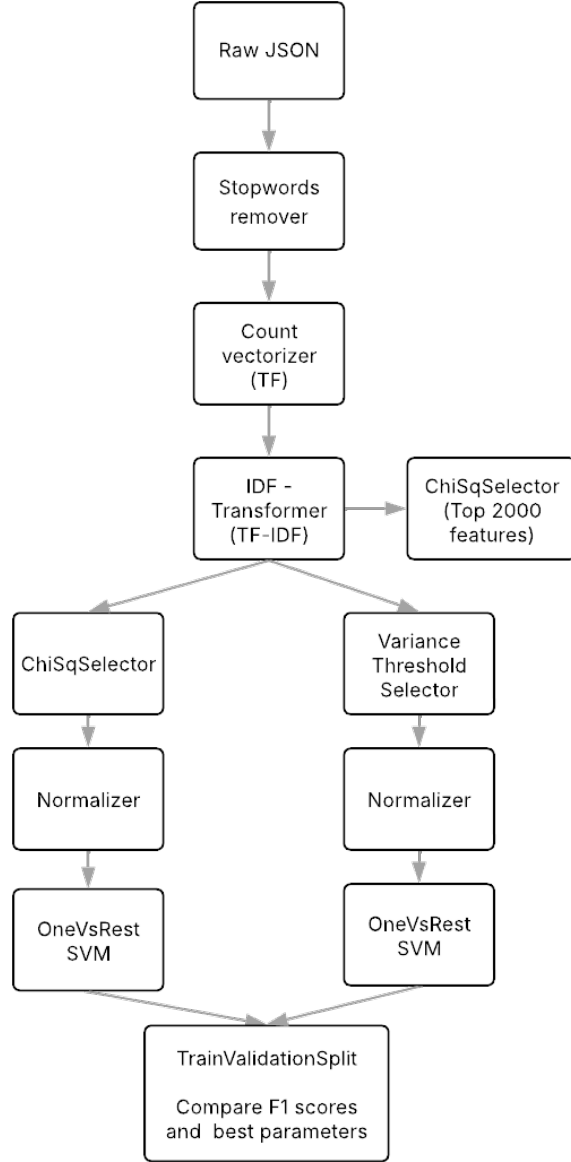 Raw JSON
Stopwords
remover
Count
vectorizer
(TF)
IDF -
Transformer
(TF-IDF)
ChiSqSelector
(Top 2000
features)
ChiSqSelector
Variance
Threshold
Selector
Normalizer
Normalizer
OneVsRest
SVM
OneVsRest
SVM
TrainValidationSplit
Compare F1 scores
and best parameters